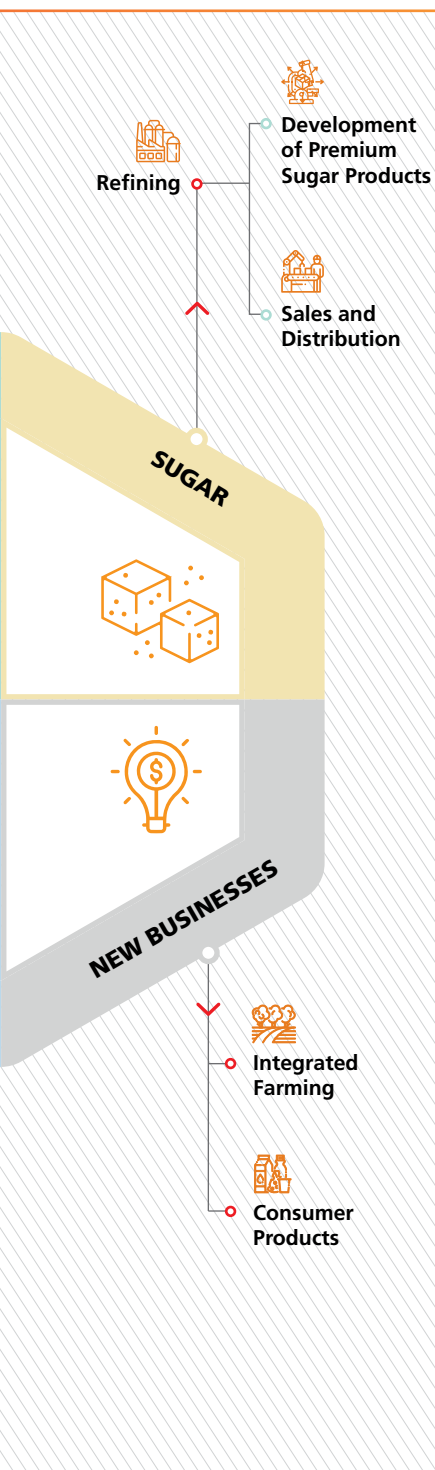 Development
of Premium
Sugar Products
Refining
Sales and
Distribution
SUGAR
$
NEW BUSINESSES
Integrated
Farming
Consumer
Products